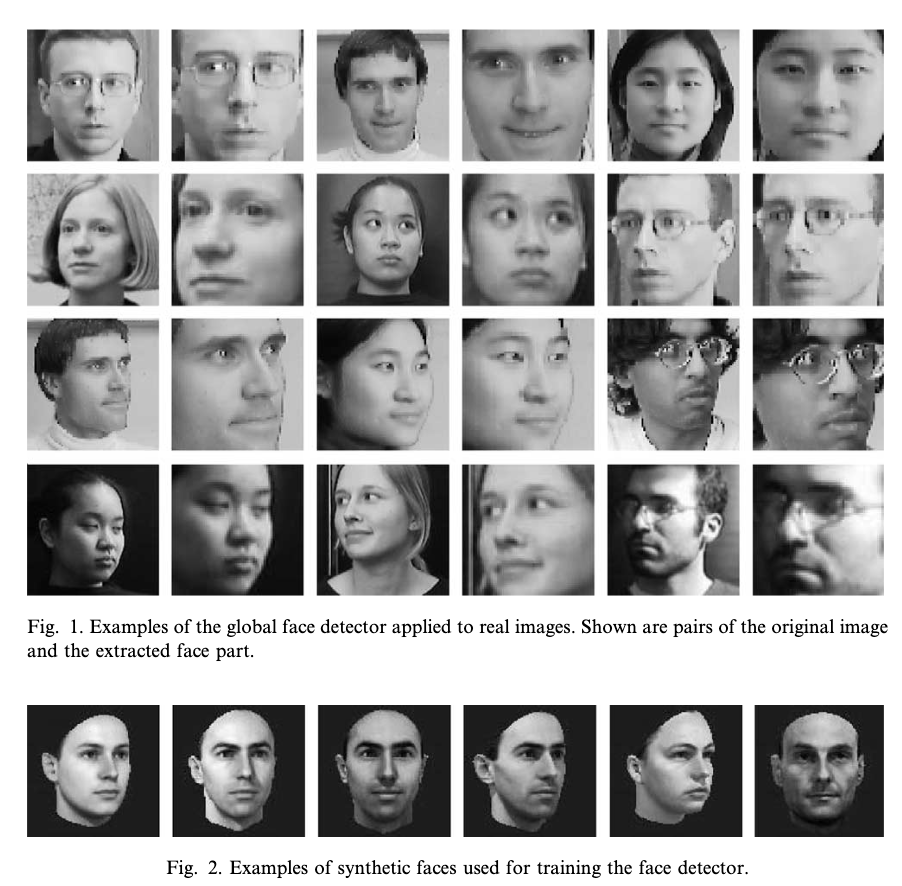 Fig. 1. Examples of the global face detector applied to real images. Shown are pairs of the original image
and the extracted face part.
Fig. 2. Examples of synthetic faces used for training the face detector.